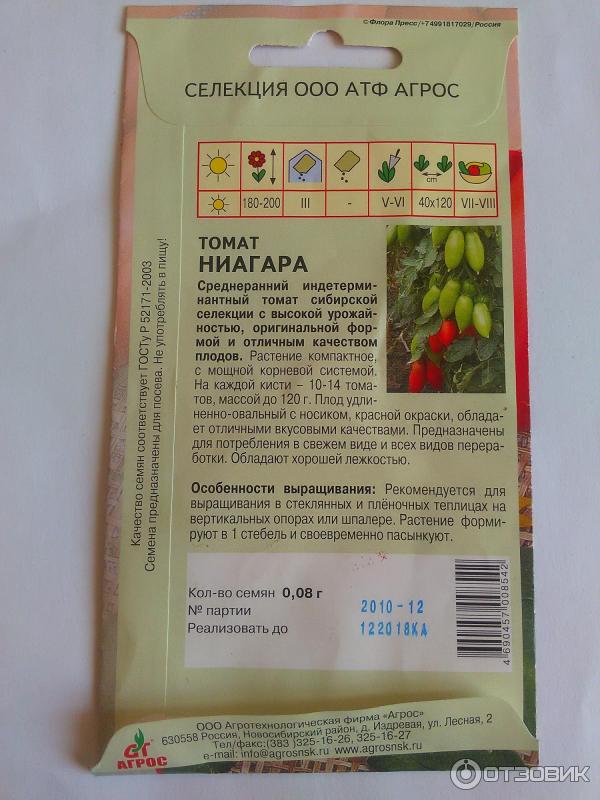 © Флора Пресс/+74991817029/Россия
СЕЛЕКЦИЯ ООО АТФ АГРОС
cm
180-200 III - V-VI 40x120 VII-VIII
ТОМАТ
НИАГАРА
Среднеранний индетерми-
нантный томат сибирской
селекции с высокой урожай-
ностью, оригинальной фор-
мой и отличным качеством
плодов. Растение компактное,
с мощной корневой системой.
На каждой кисти – 10-14 тома-
тов, массой до 120 г. Плод удли-
ненно-овальный с носиком, красной окраски, облада-
ет отличными вкусовыми качествами. Предназначены
для потребления в свежем виде и всех видов перера-
ботки. Обладают хорошей лежкостью.
Особенности выращивания: Рекомендуется для
выращивания в стеклянных и плёночных теплицах на
вертикальных опорах или шпалере. Растение форми-
руют в 1 стебель и своевременно пасынкуют.
Качество семян соответствует ГОСТу Р 52171-2003
Семена предназначены для посева. Не употреблять в пищу!
Кол-во семян 0,08 г
№ партии 2010-12
Реализовать до 122018КА
4 690457 008542
ООО Агротехнологическая фирма «Агрос»
630558 Россия, Новосибирский район, д. Издревая, ул. Лесная, 2
Тел/факс:(383 )325-16-26, 325-16-27
e-mail: info@agrosnsk.ru www.agrosnsk.ru
АГРОС
ОТЗОВИК